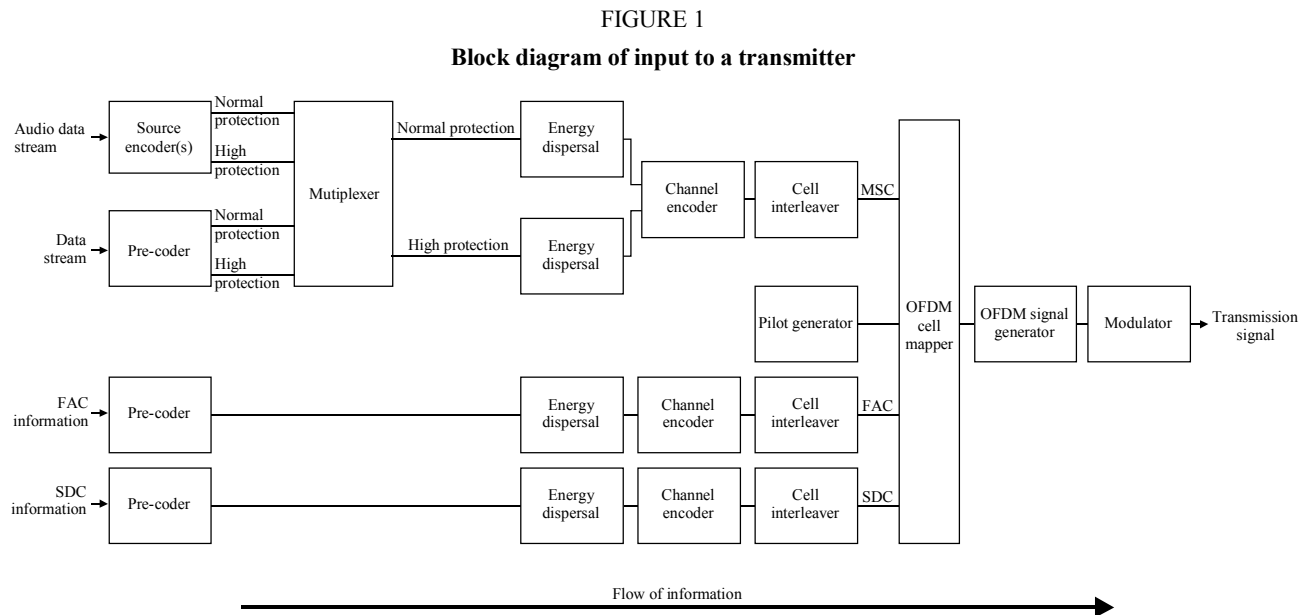 FIGURE 1
Block diagram of input to a transmitter
Audio data
stream
Source
encoder(s)
Normal
protection
High
protection
Data
stream
Pre-coder
Normal
protection
High
protection
Mutiplexer
Normal protection
High protection
Energy
dispersal
Energy
dispersal
Channel
encoder
Cell
interleaver
MSC
Pilot generator
FAC
information
Pre-coder
Energy
dispersal
Channel
encoder
Cell
interleaver
FAC
SDC
information
Pre-coder
Energy
dispersal
Channel
encoder
Cell
interleaver
SDC
OFDM
cell
mapper
OFDM signal
generator
Modulator
Transmission
signal
Flow of information